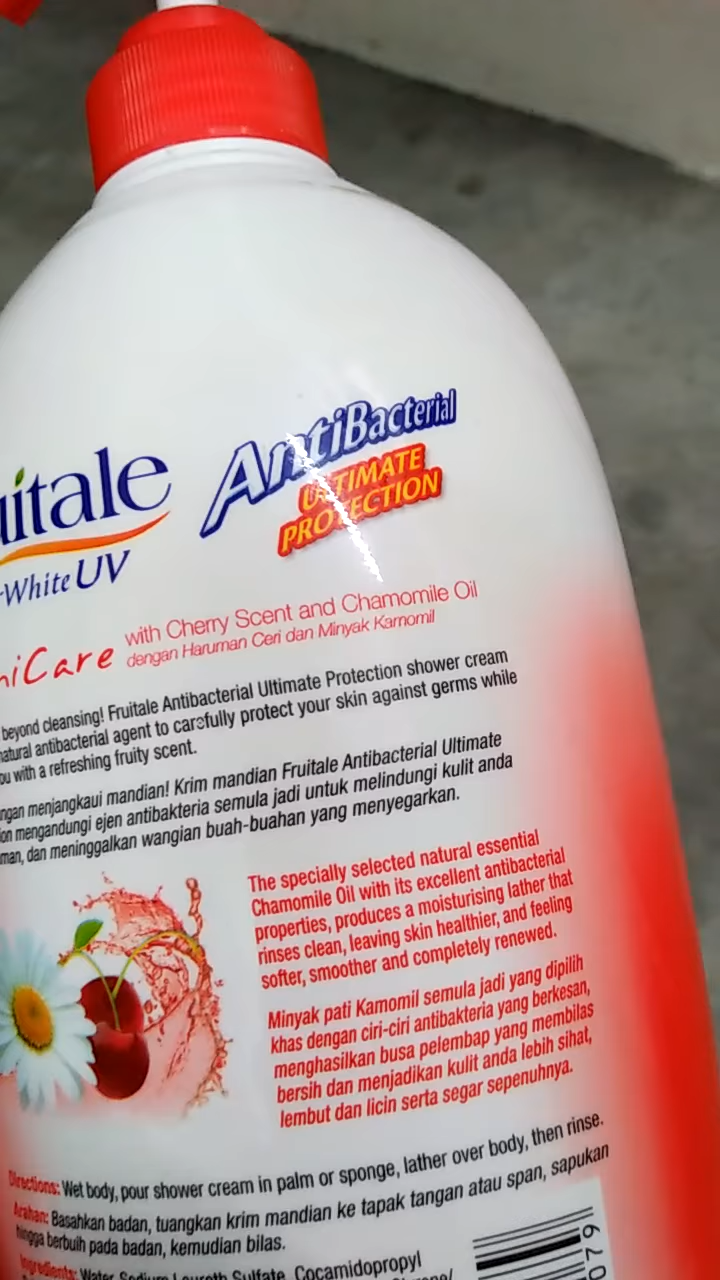 AntiBacterial
ULTIMATE
PROTECTION
itale
White UV
Care
with Cherry Scent and Chamomile Oil
dengan Haruman Ceri dan Minyak Kamomil
beyond cleansing! Fruitale Antibacterial Ultimate Protection shower cream
antibacterial agent to carefully protect your skin against germs while
with a refreshing fruity scent.
menjangkaui mandian! Krim mandian Fruitale Antibacterial Ultimate
mengandungi ejen antibakteria semula jadi untuk melindungi kulit anda
dan meninggalkan wangian buah-buahan yang menyegarkan.
The specially selected natural essential
Chamomile Oil with its excellent antibacterial
properties, produces a moisturising lather that
rinses clean, leaving skin healthier, and feeling
softer, smoother and completely renewed.
Minyak pati Kamomil semula jadi yang dipilih
khas dengan ciri-ciri antibakteria yang berkesan,
menghasilkan busa pelembap yang membilas
bersih dan menjadikan kulit anda lebih sihat,
lembut dan licin serta segar sepenuhnya.
Directions: Wet body, pour shower cream in palm or sponge, lather over body, then rinse.
Arahan: Basahkan badan, tuangkan krim mandian ke tapak tangan atau span, sapukan
hingga berbuih pada badan, kemudian bilas.
Ingredients: Water, Sodium Laureth Sulfate, Cocamidopropyl
079